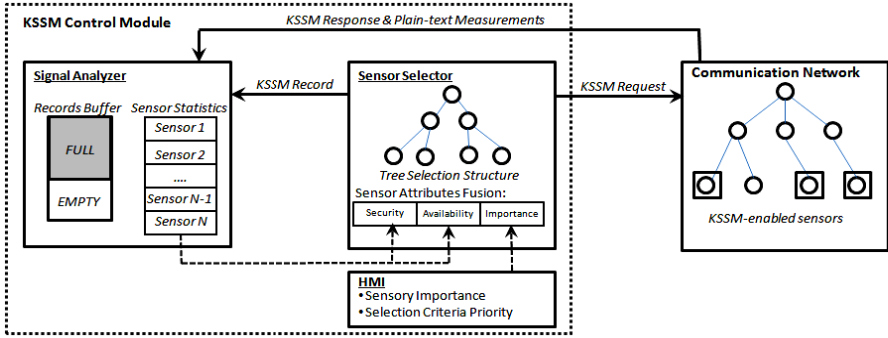 KSSM Control Module
KSSM Response & Plain-text Measurements
Signal Analyzer
Records Buffer
FULL
EMPTY
Sensor Statistics
Sensor 1
Sensor 2
....
Sensor N-1
Sensor N
KSSM Record
Sensor Selector
Tree Selection Structure
Sensor Attributes Fusion:
Security
Availability
Importance
KSSM Request
Communication Network
KSSM-enabled sensors
HMI
•Sensory Importance
•Selection Criteria Priority